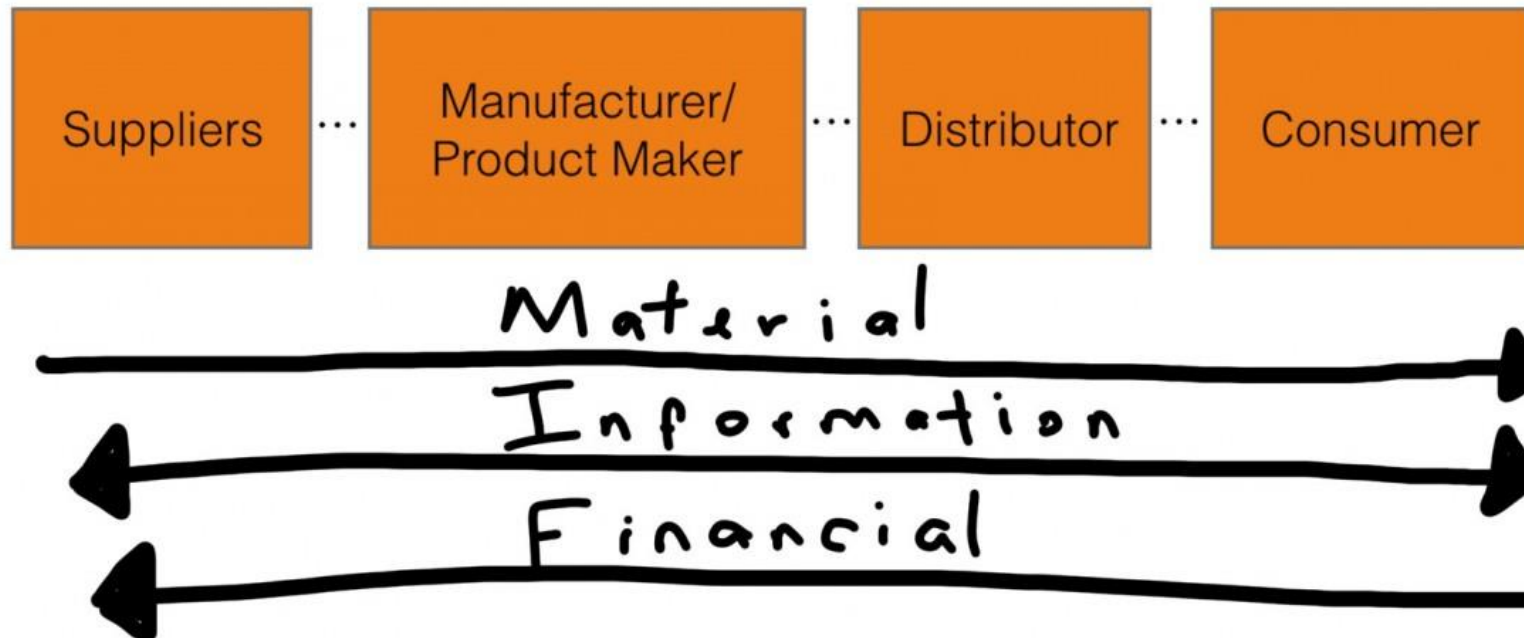 Suppliers
...
Manufacturer/
Product Maker
...
Distributor
...
Consumer
Material
Information
Financial